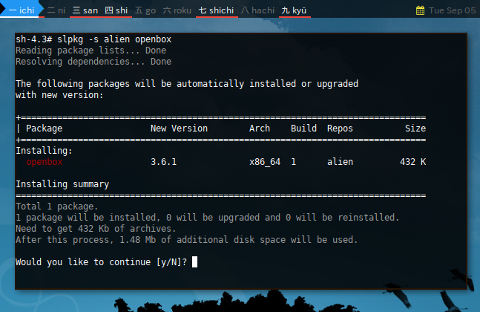 一 ichi 二 ni 三 san 四 shi 五 go 六 roku 七 shichi 八 hachi 九 kyū Tue Sep 05
sh-4.3# slpkg -s alien openbox
Reading package lists... Done
Resolving dependencies... Done
The following packages will be automatically installed or upgraded
with new version:
+==============================================================================
| Package New Version Arch Build Repos Size
+==============================================================================
Installing:
openbox 3.6.1 x86_64 1 alien 432 K
Installing summary
===============================================================================
Total 1 package.
1 package will be installed, 0 will be upgraded and 0 will be reinstalled.
Need to get 432 Kb of archives.
After this process, 1.48 Mb of additional disk space will be used.
Would you like to continue [y/N]?